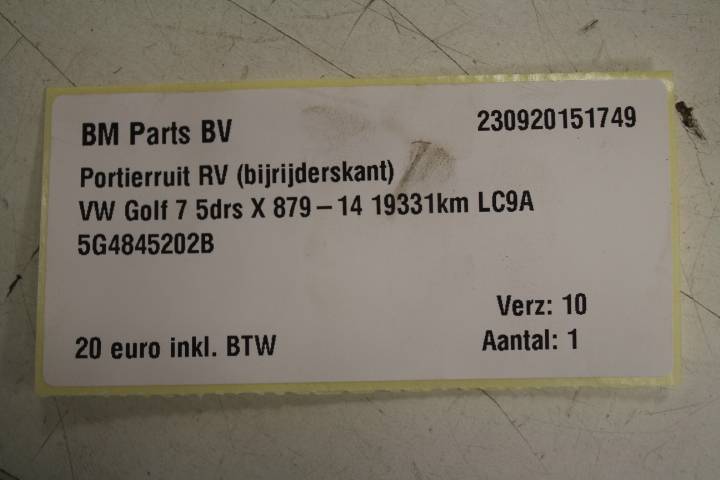 BM Parts BV 230920151749
Portierruit RV (bijrijderskant)
VW Golf 7 5drs X 879 – 14 19331km LC9A
5G4845202B
Verz: 10
20 euro inkl. BTW Aantal: 1